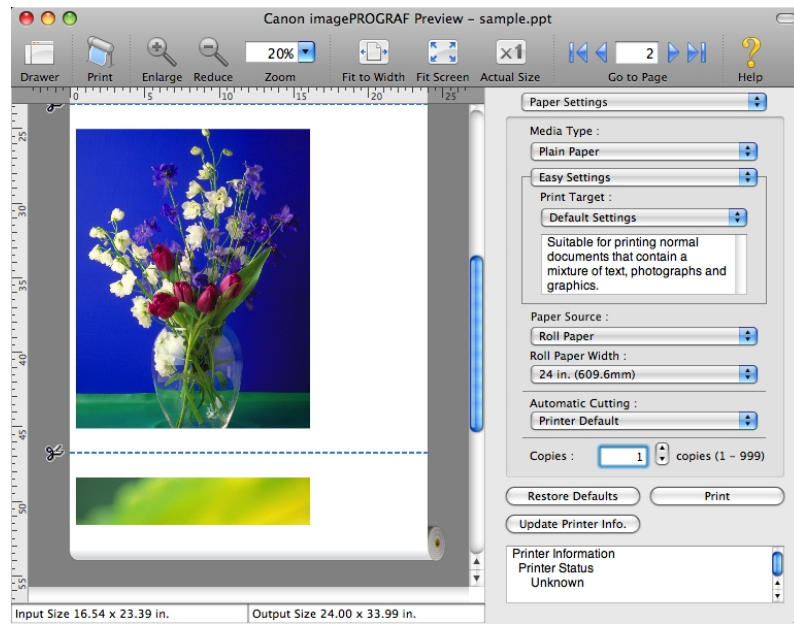 Canon imagePROGRAF Preview – sample.ppt
20%
x1
2
Drawer Print Enlarge Reduce Zoom Fit to Width Fit Screen Actual Size Go to Page Help
0 5 10 15 20 25
25
30
35
40
45
50
55
Paper Settings
Media Type :
Plain Paper
Easy Settings
Print Target :
Default Settings
Suitable for printing normal
documents that contain a
mixture of text, photographs and
graphics.
Paper Source :
Roll Paper
Roll Paper Width :
24 in. (609.6mm)
Automatic Cutting :
Printer Default
Copies : 1 copies (1 – 999)
Restore Defaults Print
Update Printer Info.
Printer Information
Printer Status
Unknown
Input Size 16.54 x 23.39 in. Output Size 24.00 x 33.99 in.